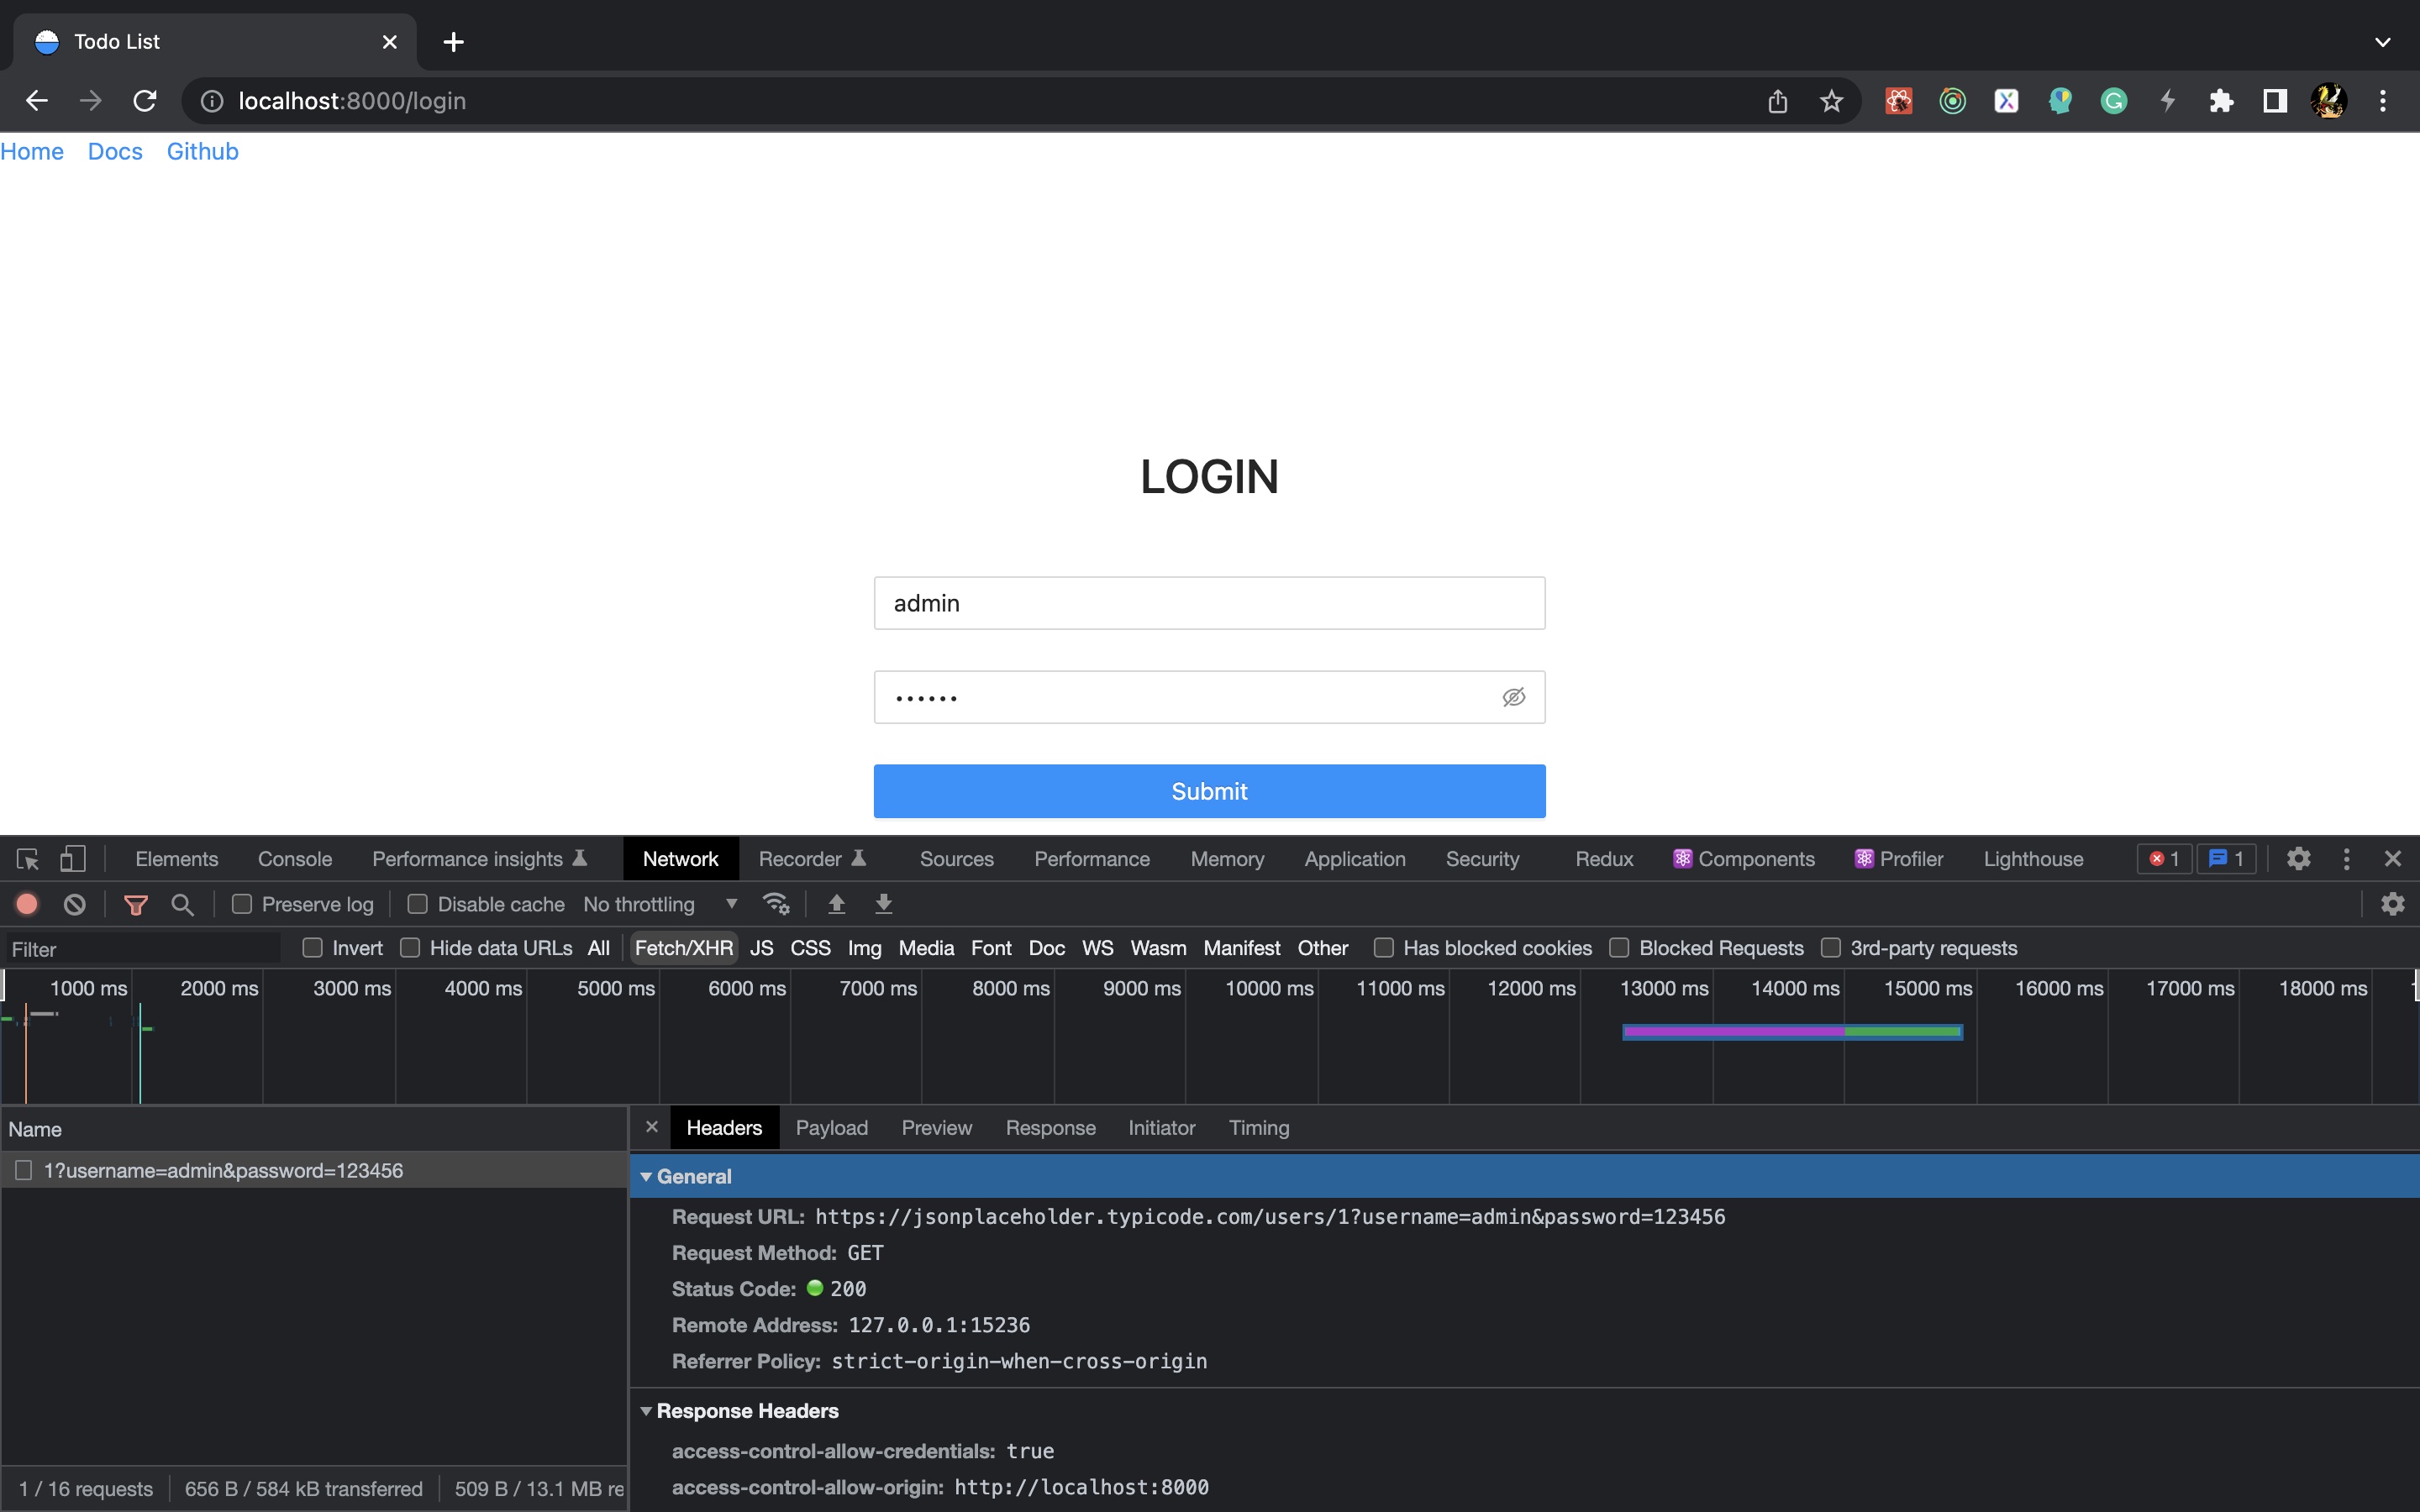 Todo List
localhost:8000/login
Home Docs Github
LOGIN
admin
••••••
Submit
Elements Console Performance insights Network Recorder Sources Performance Memory Application Security Redux Components Profiler Lighthouse 1 1
Preserve log Disable cache No throttling
Filter Invert Hide data URLs All Fetch/XHR JS CSS Img Media Font Doc WS Wasm Manifest Other Has blocked cookies Blocked Requests 3rd-party requests
1000 ms 2000 ms 3000 ms 4000 ms 5000 ms 6000 ms 7000 ms 8000 ms 9000 ms 10000 ms 11000 ms 12000 ms 13000 ms 14000 ms 15000 ms 16000 ms 17000 ms 18000 ms
Name
1?username=admin&password=123456
1 / 16 requests 656 B / 584 kB transferred 509 B / 13.1 MB re
Headers Payload Preview Response Initiator Timing
General
Request URL: https://jsonplaceholder.typicode.com/users/1?username=admin&password=123456
Request Method: GET
Status Code: 200
Remote Address: 127.0.0.1:15236
Referrer Policy: strict-origin-when-cross-origin
Response Headers
access-control-allow-credentials: true
access-control-allow-origin: http://localhost:8000